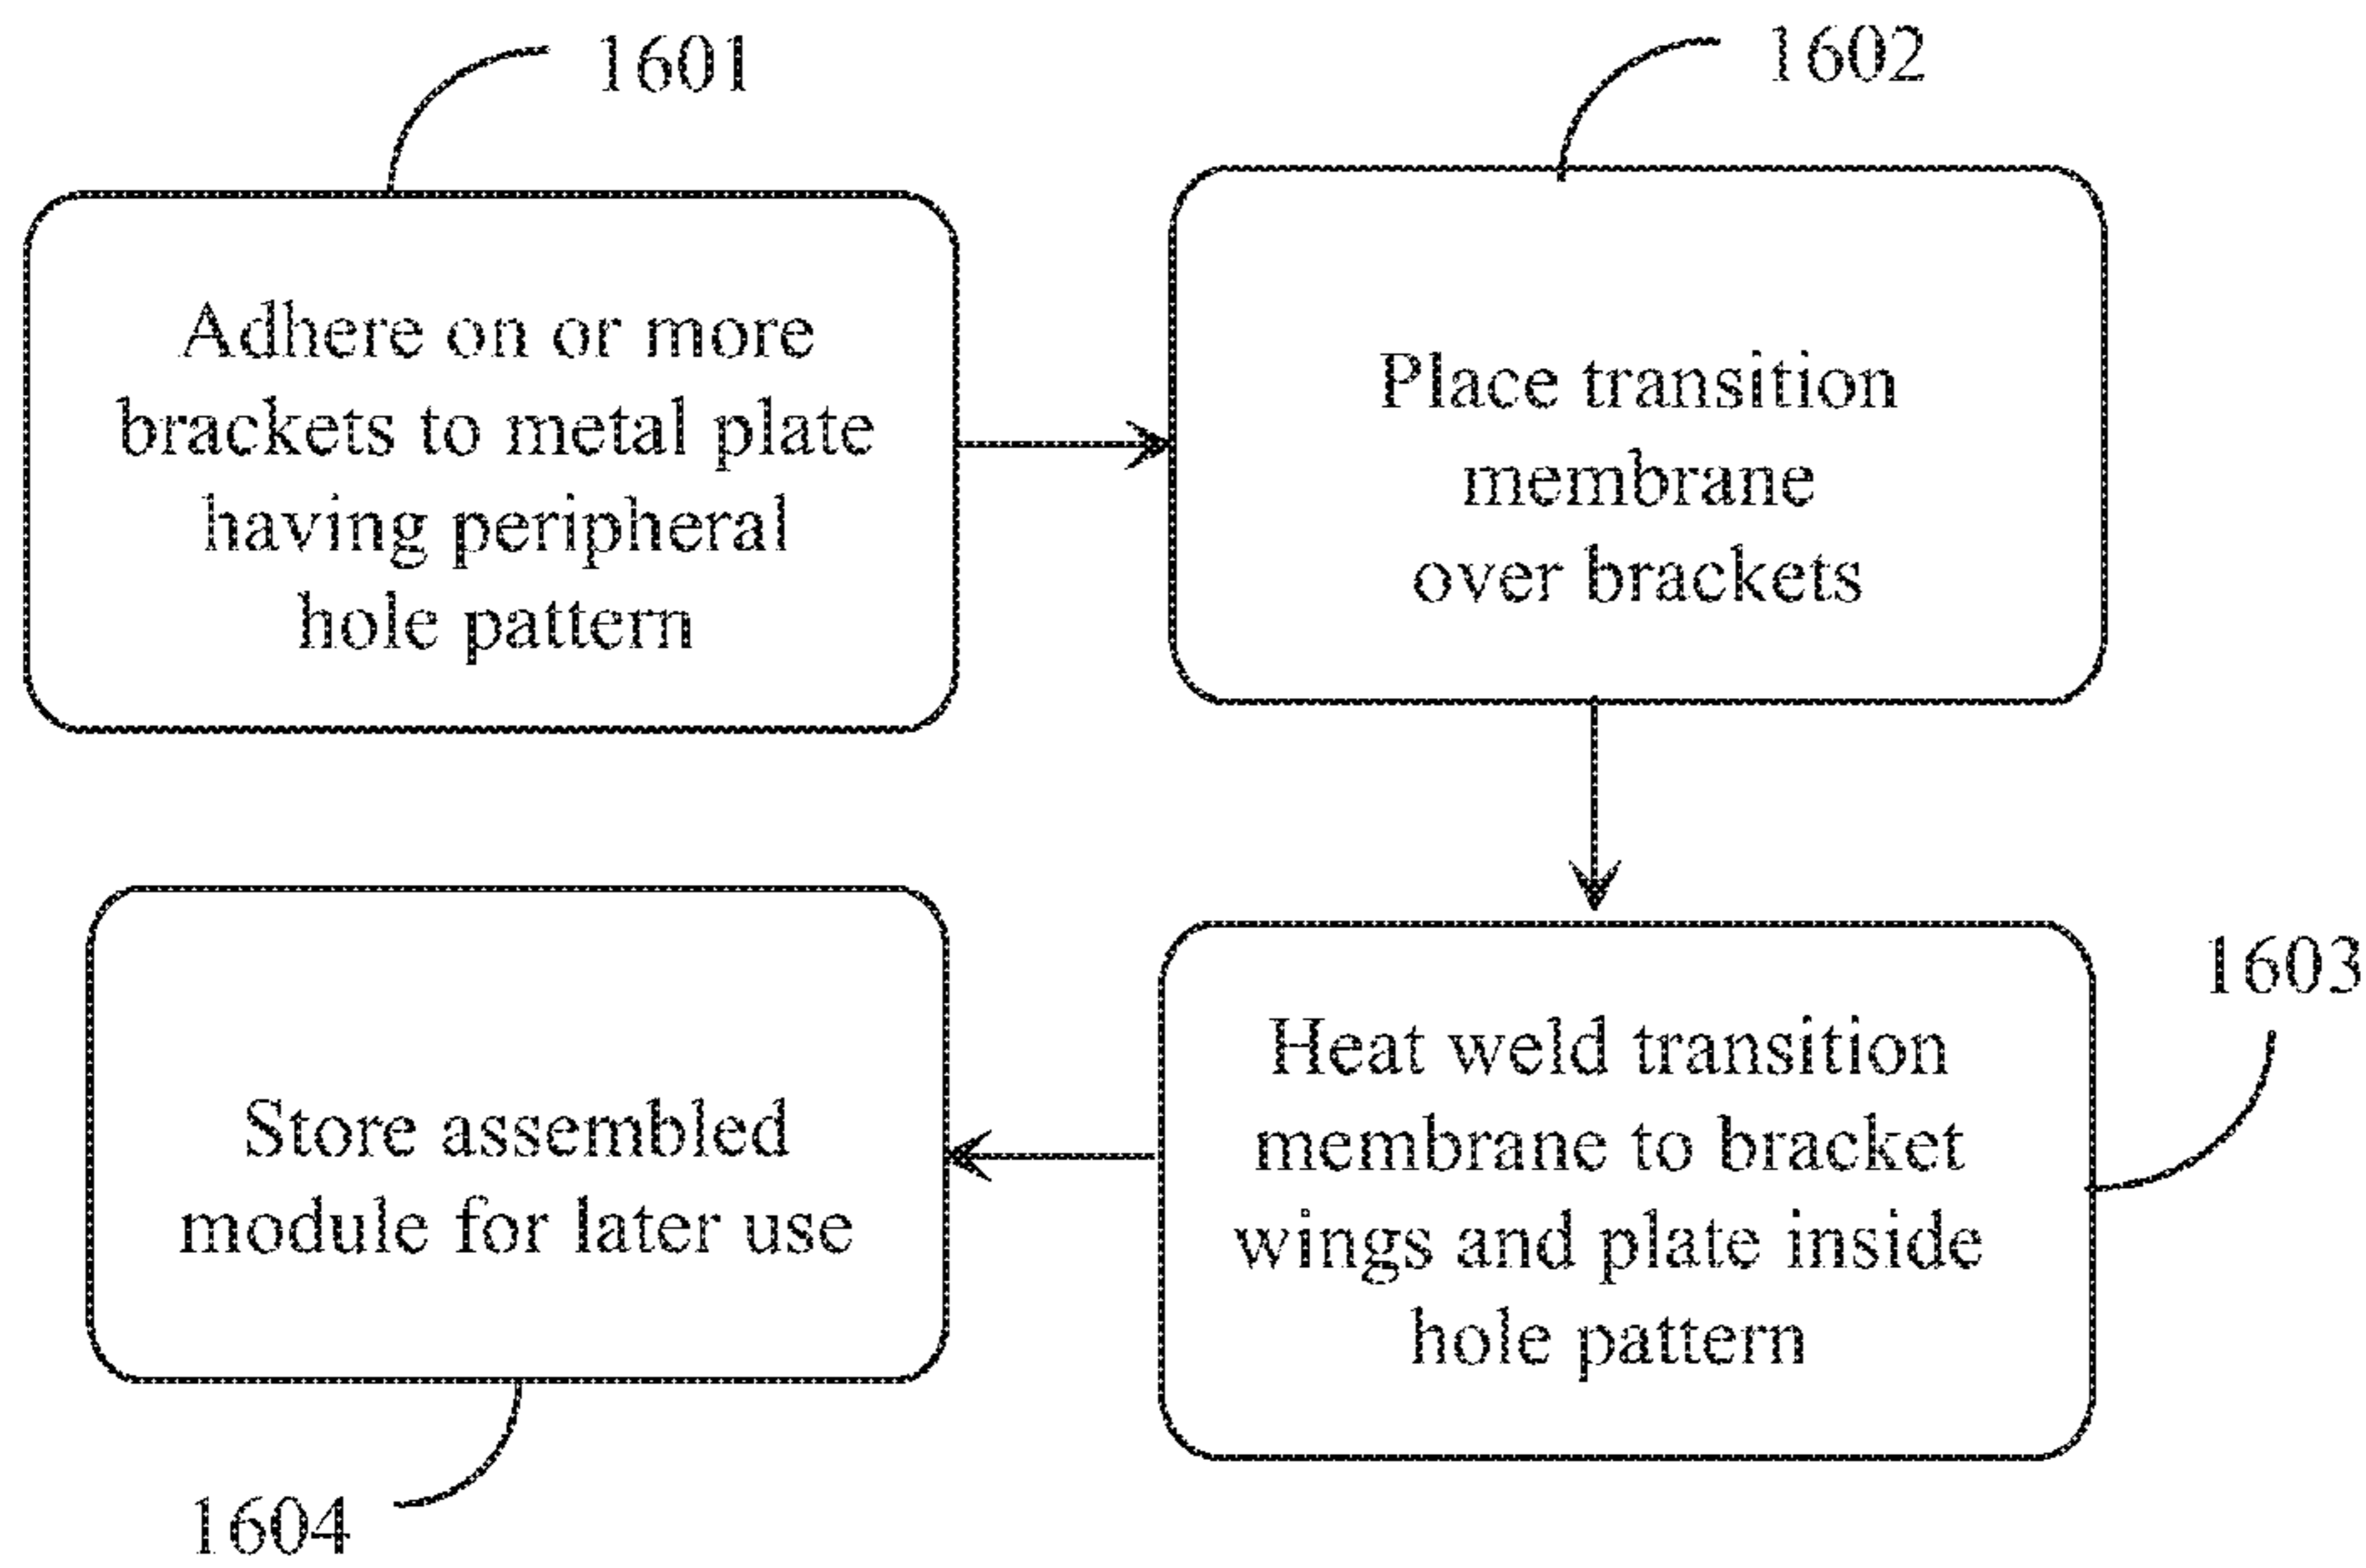 1601
Adhere on or more
brackets to metal plate
having peripheral
hole pattern
1602
Place transition
membrane
over brackets
1603
Heat weld transition
membrane to bracket
wings and plate inside
hole pattern
Store assembled
module for later use
1604